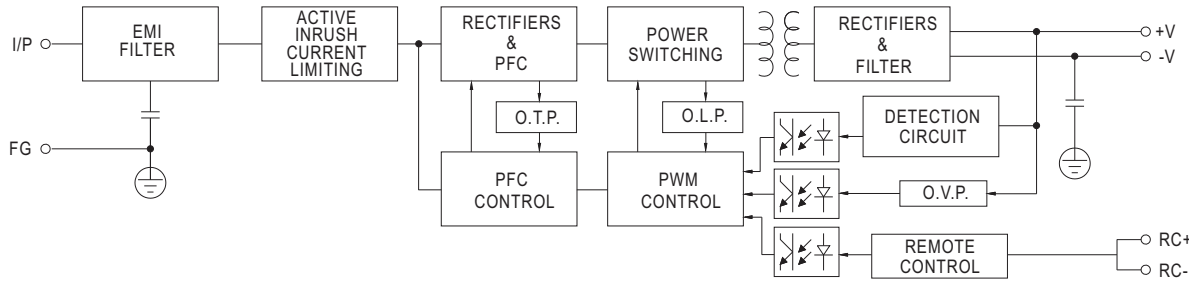 I/P
EMI
FILTER
ACTIVE
INRUSH
CURRENT
LIMITING
RECTIFIERS
&
PFC
POWER
SWITCHING
RECTIFIERS
&
FILTER
+V
-V
O.T.P.
O.L.P.
DETECTION
CIRCUIT
FG
PFC
CONTROL
PWM
CONTROL
O.V.P.
REMOTE
CONTROL
RC+
RC-